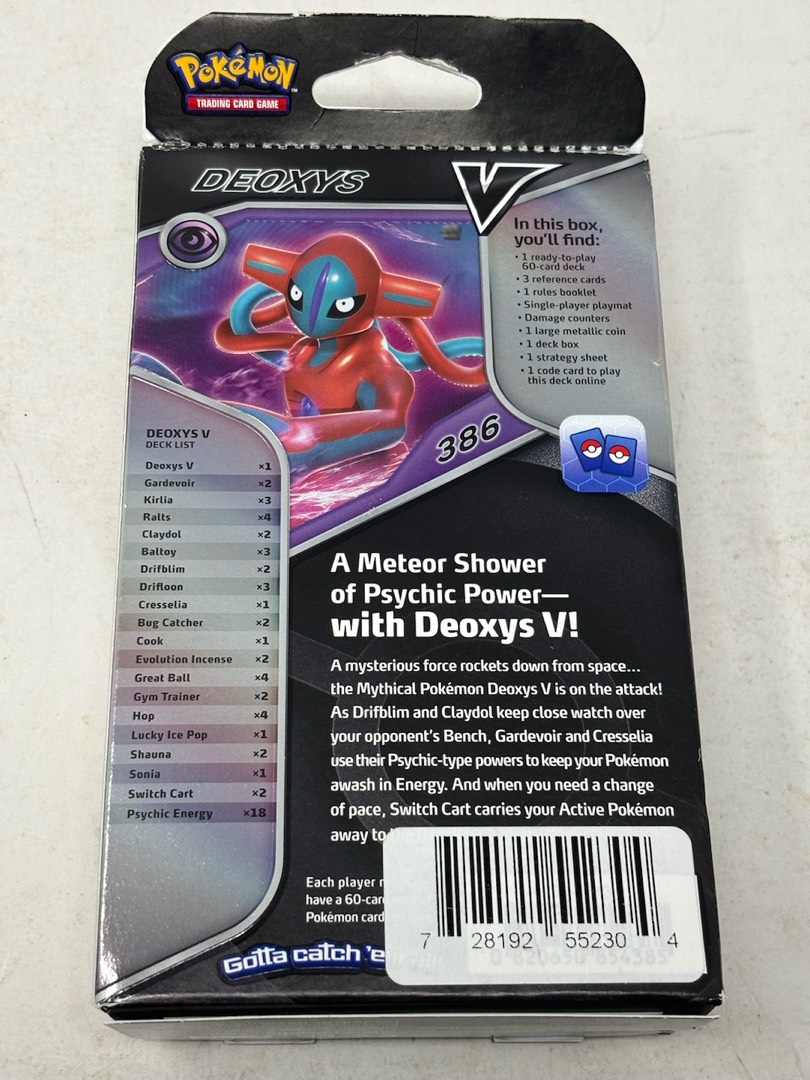 POKéMON™
TRADING CARD GAME
DEOXYS
V
In this box,
you'll find:
• 1 ready-to-play
60-card deck
• 3 reference cards
• 1 rules booklet
• Single-player playmat
• Damage counters
• 1 large metallic coin
• 1 deck box
• 1 strategy sheet
• 1 code card to play
this deck online
386
DEOXYS V
DECK LIST
Deoxys V ×1
Gardevoir ×2
Kirlia ×3
Ralts ×4
Claydol ×2
Baltoy ×3
Drifblim ×2
Drifloon ×3
Cresselia ×1
Bug Catcher ×2
Cook ×1
Evolution Incense ×2
Great Ball ×4
Gym Trainer ×2
Hop ×4
Lucky Ice Pop ×1
Shauna ×2
Sonia ×1
Switch Cart ×2
Psychic Energy ×18
A Meteor Shower
of Psychic Power—
with Deoxys V!
A mysterious force rockets down from space...
the Mythical Pokémon Deoxys V is on the attack!
As Drifblim and Claydol keep close watch over
your opponent's Bench, Gardevoir and Cresselia
use their Psychic-type powers to keep your Pokémon
awash in Energy. And when you need a change
of pace, Switch Cart carries your Active Pokémon
away to
Each player
have a 60-car
Pokémon card
Gotta catch 'e
7 28192 55230 4
0 820650 854385